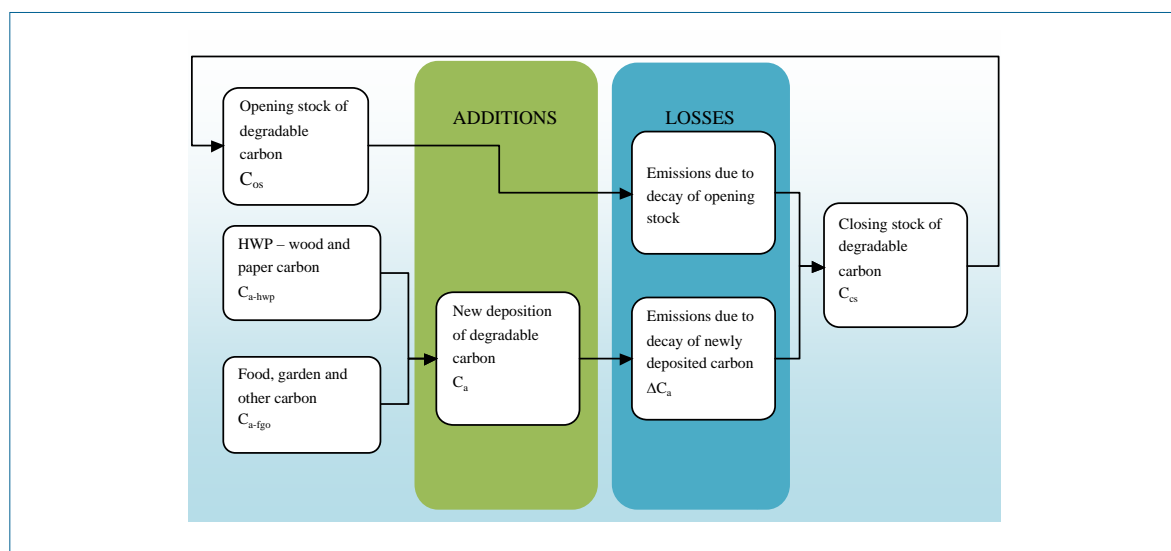 Opening stock of
degradable
carbon
Cos
HWP – wood and
paper carbon
Ca-hwp
Food, garden and
other carbon
Ca-fgo
ADDITIONS
New deposition
of degradable
carbon
Ca
LOSSES
Emissions due to
decay of opening
stock
Emissions due to
decay of newly
deposited carbon
ΔCa
Closing stock of
degradable
carbon
Ccs